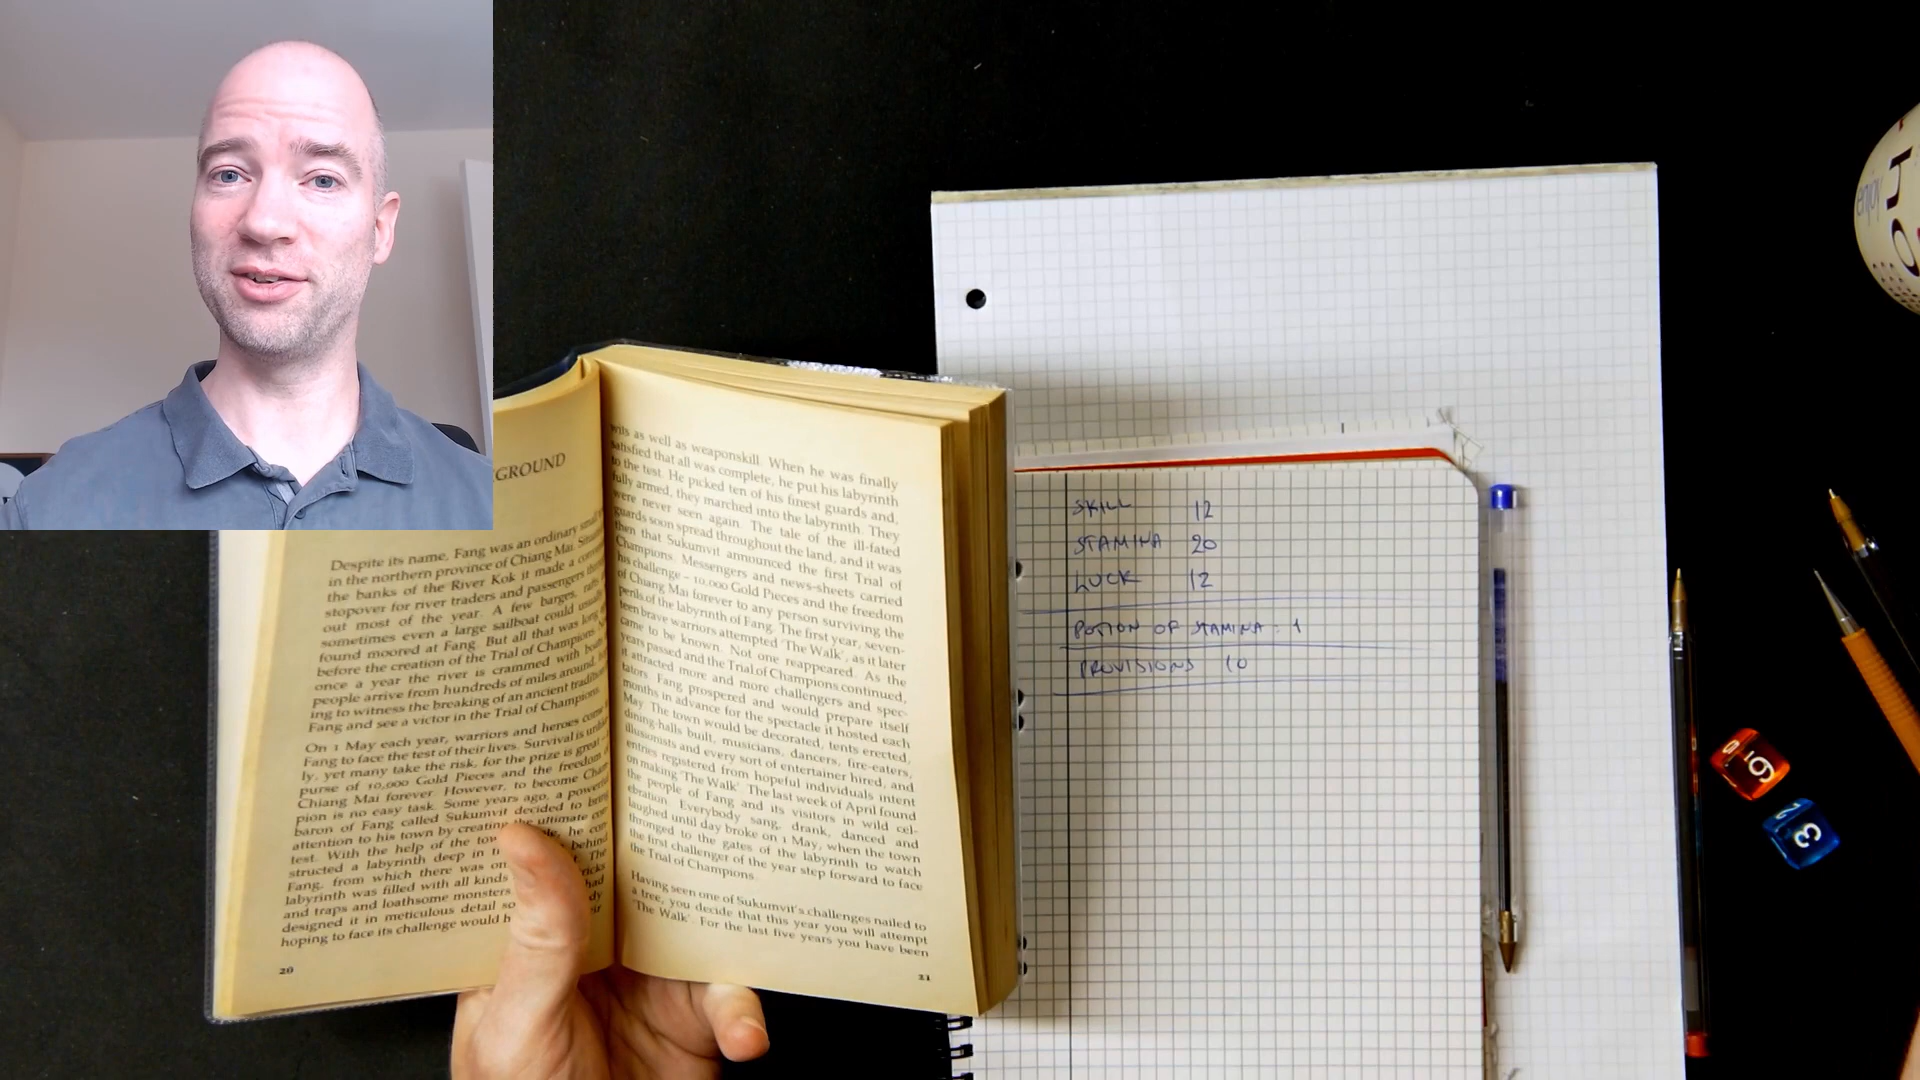 GROUND
Despite its name, Fang was an ordinary small
in the northern province of Chiang Mai.
the banks of the River Kok it made a
stopover for river traders and passengers
out most of the year. A few barges, rafts
sometimes even a large sailboat could
found moored at Fang. But all that was long
before the creation of the Trial of Champions.
once a year the river is crammed with
people arrive from hundreds of miles around,
ing to witness the breaking of an ancient
Fang and see a victor in the Trial of Champions.
On 1 May each year, warriors and heroes come
Fang to face the test of their lives. Survival is
ly, yet many take the risk, for the prize is great –
purse of 10,000 Gold Pieces and the freedom
Chiang Mai forever. However, to become
pion is no easy task. Some years ago, a powerful
baron of Fang called Sukumvit decided to bring
attention to his town by creating the ultimate
test. With the help of the he
structed a labyrinth deep in behind
Fang, from which there was The
labyrinth was filled with all kinds
and traps and loathsome monsters had
designed it in meticulous detail so
hoping to face its challenge would
20
wits as well as weaponskill. When he was finally
satisfied that all was complete, he put his labyrinth
to the test. He picked ten of his finest guards and,
fully armed, they marched into the labyrinth. They
were never seen again. The tale of the ill-fated
guards soon spread throughout the land, and it was
then that Sukumvit announced the first Trial of
Champions. Messengers and news-sheets carried
his challenge – 10,000 Gold Pieces and the freedom
of Chiang Mai forever to any person surviving the
perils of the labyrinth of Fang. The first year, seven-
teen brave warriors attempted 'The Walk', as it later
came to be known. Not one reappeared. As the
years passed and the Trial of Champions continued,
it attracted more and more challengers and spec-
tators. Fang prospered and would prepare itself
months in advance for the spectacle it hosted each
May. The town would be decorated, tents erected,
dining-halls built, musicians, dancers, fire-eaters,
illusionists and every sort of entertainer hired, and
entries registered from hopeful individuals intent
on making 'The Walk'. The last week of April found
the people of Fang and its visitors in wild cel-
ebration. Everybody sang, drank, danced and
laughed until day broke on 1 May, when the town
thronged to the gates of the labyrinth to watch
the first challenger of the year step forward to face
the Trial of Champions.
Having seen one of Sukumvit's challenges nailed to
a tree, you decide that this year you will attempt
'The Walk'. For the last five years you have been
21
SKILL 12
STAMINA 20
LUCK 12
POTION OF STAMINA : 1
PROVISIONS 10
enjoy
9
6
3
2